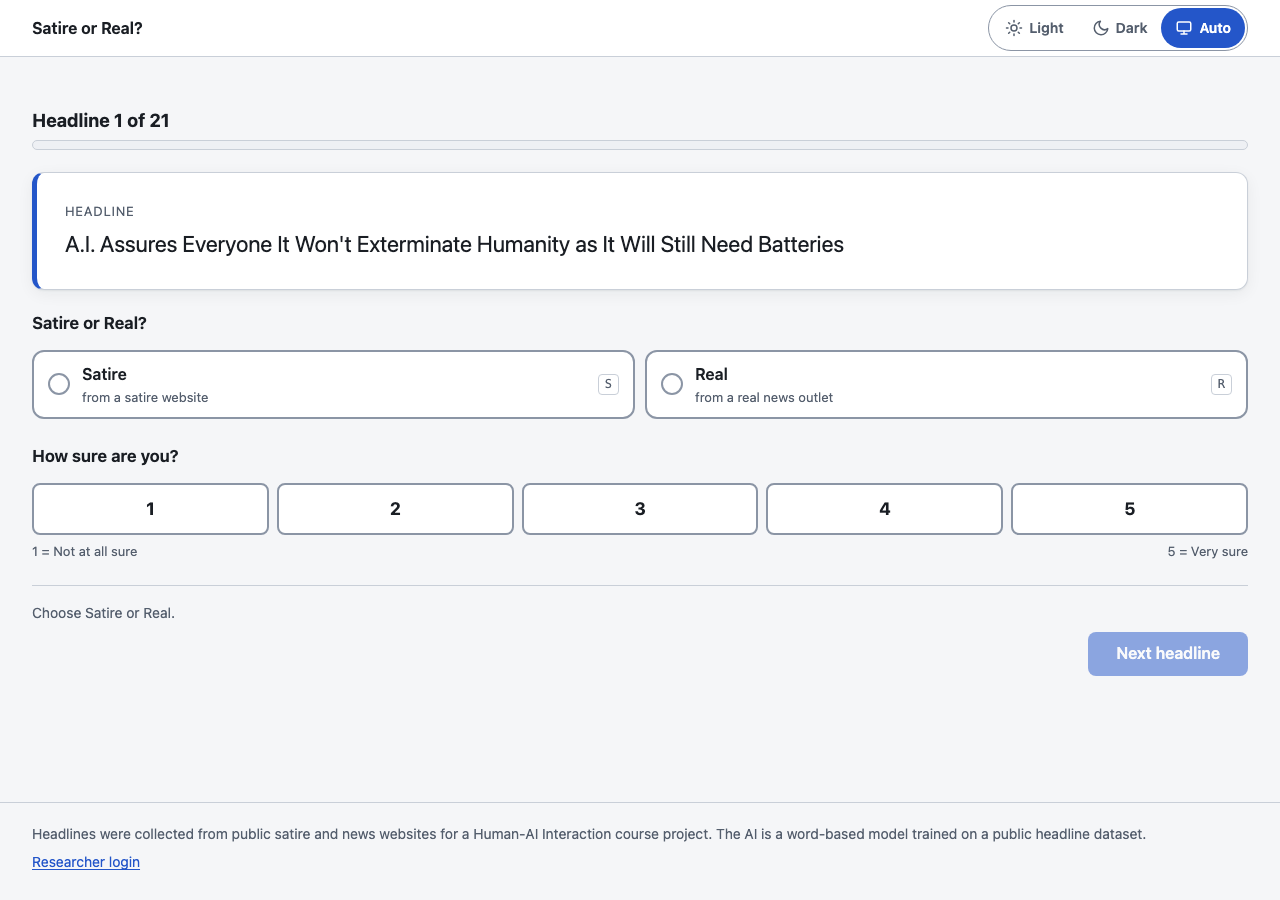 Satire or Real?
Light
Dark
Auto
Headline 1 of 21
HEADLINE
A.I. Assures Everyone It Won't Exterminate Humanity as It Will Still Need Batteries
Satire or Real?
Satire
from a satire website
S
Real
from a real news outlet
R
How sure are you?
1
2
3
4
5
1 = Not at all sure
5 = Very sure
Choose Satire or Real.
Next headline
Headlines were collected from public satire and news websites for a Human-AI Interaction course project. The AI is a word-based model trained on a public headline dataset.
Researcher login